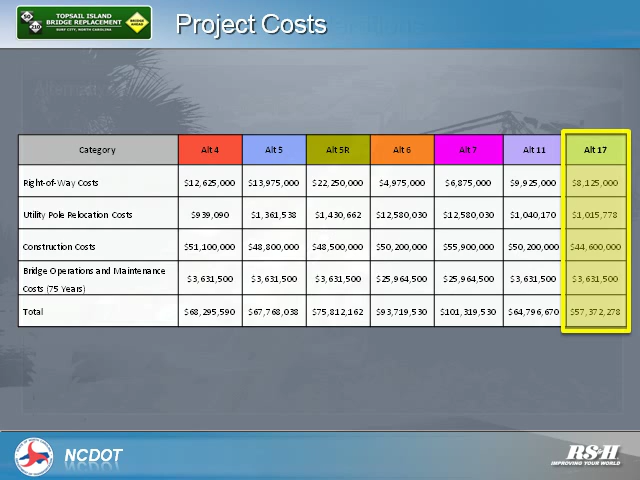 TOPSAIL ISLAND
BRIDGE REPLACEMENT
SURF CITY, NORTH CAROLINA
50
210
BRIDGE AHEAD
Project Costs
Category Alt 4 Alt 5 Alt 5R Alt 6 Alt 7 Alt 11 Alt 17
Right-of-Way Costs $12,625,000 $13,975,000 $22,250,000 $4,975,000 $6,875,000 $9,925,000 $8,125,000
Utility Pole Relocation Costs $939,090 $1,361,538 $1,430,662 $12,580,030 $12,580,030 $1,040,170 $1,015,778
Construction Costs $51,100,000 $48,800,000 $48,500,000 $50,200,000 $55,900,000 $50,200,000 $44,600,000
Bridge Operations and Maintenance
Costs (75 Years) $3,631,500 $3,631,500 $3,631,500 $25,964,500 $25,964,500 $3,631,500 $3,631,500
Total $68,295,590 $67,768,038 $75,812,162 $93,719,530 $101,319,530 $64,796,670 $57,372,278
NCDOT
RS&H
IMPROVING YOUR WORLD